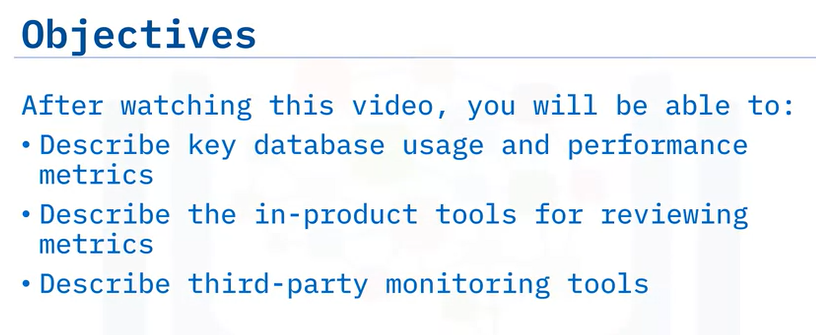 Objectives
After watching this video, you will be able to:
• Describe key database usage and performance
metrics
• Describe the in-product tools for reviewing
metrics
• Describe third-party monitoring tools